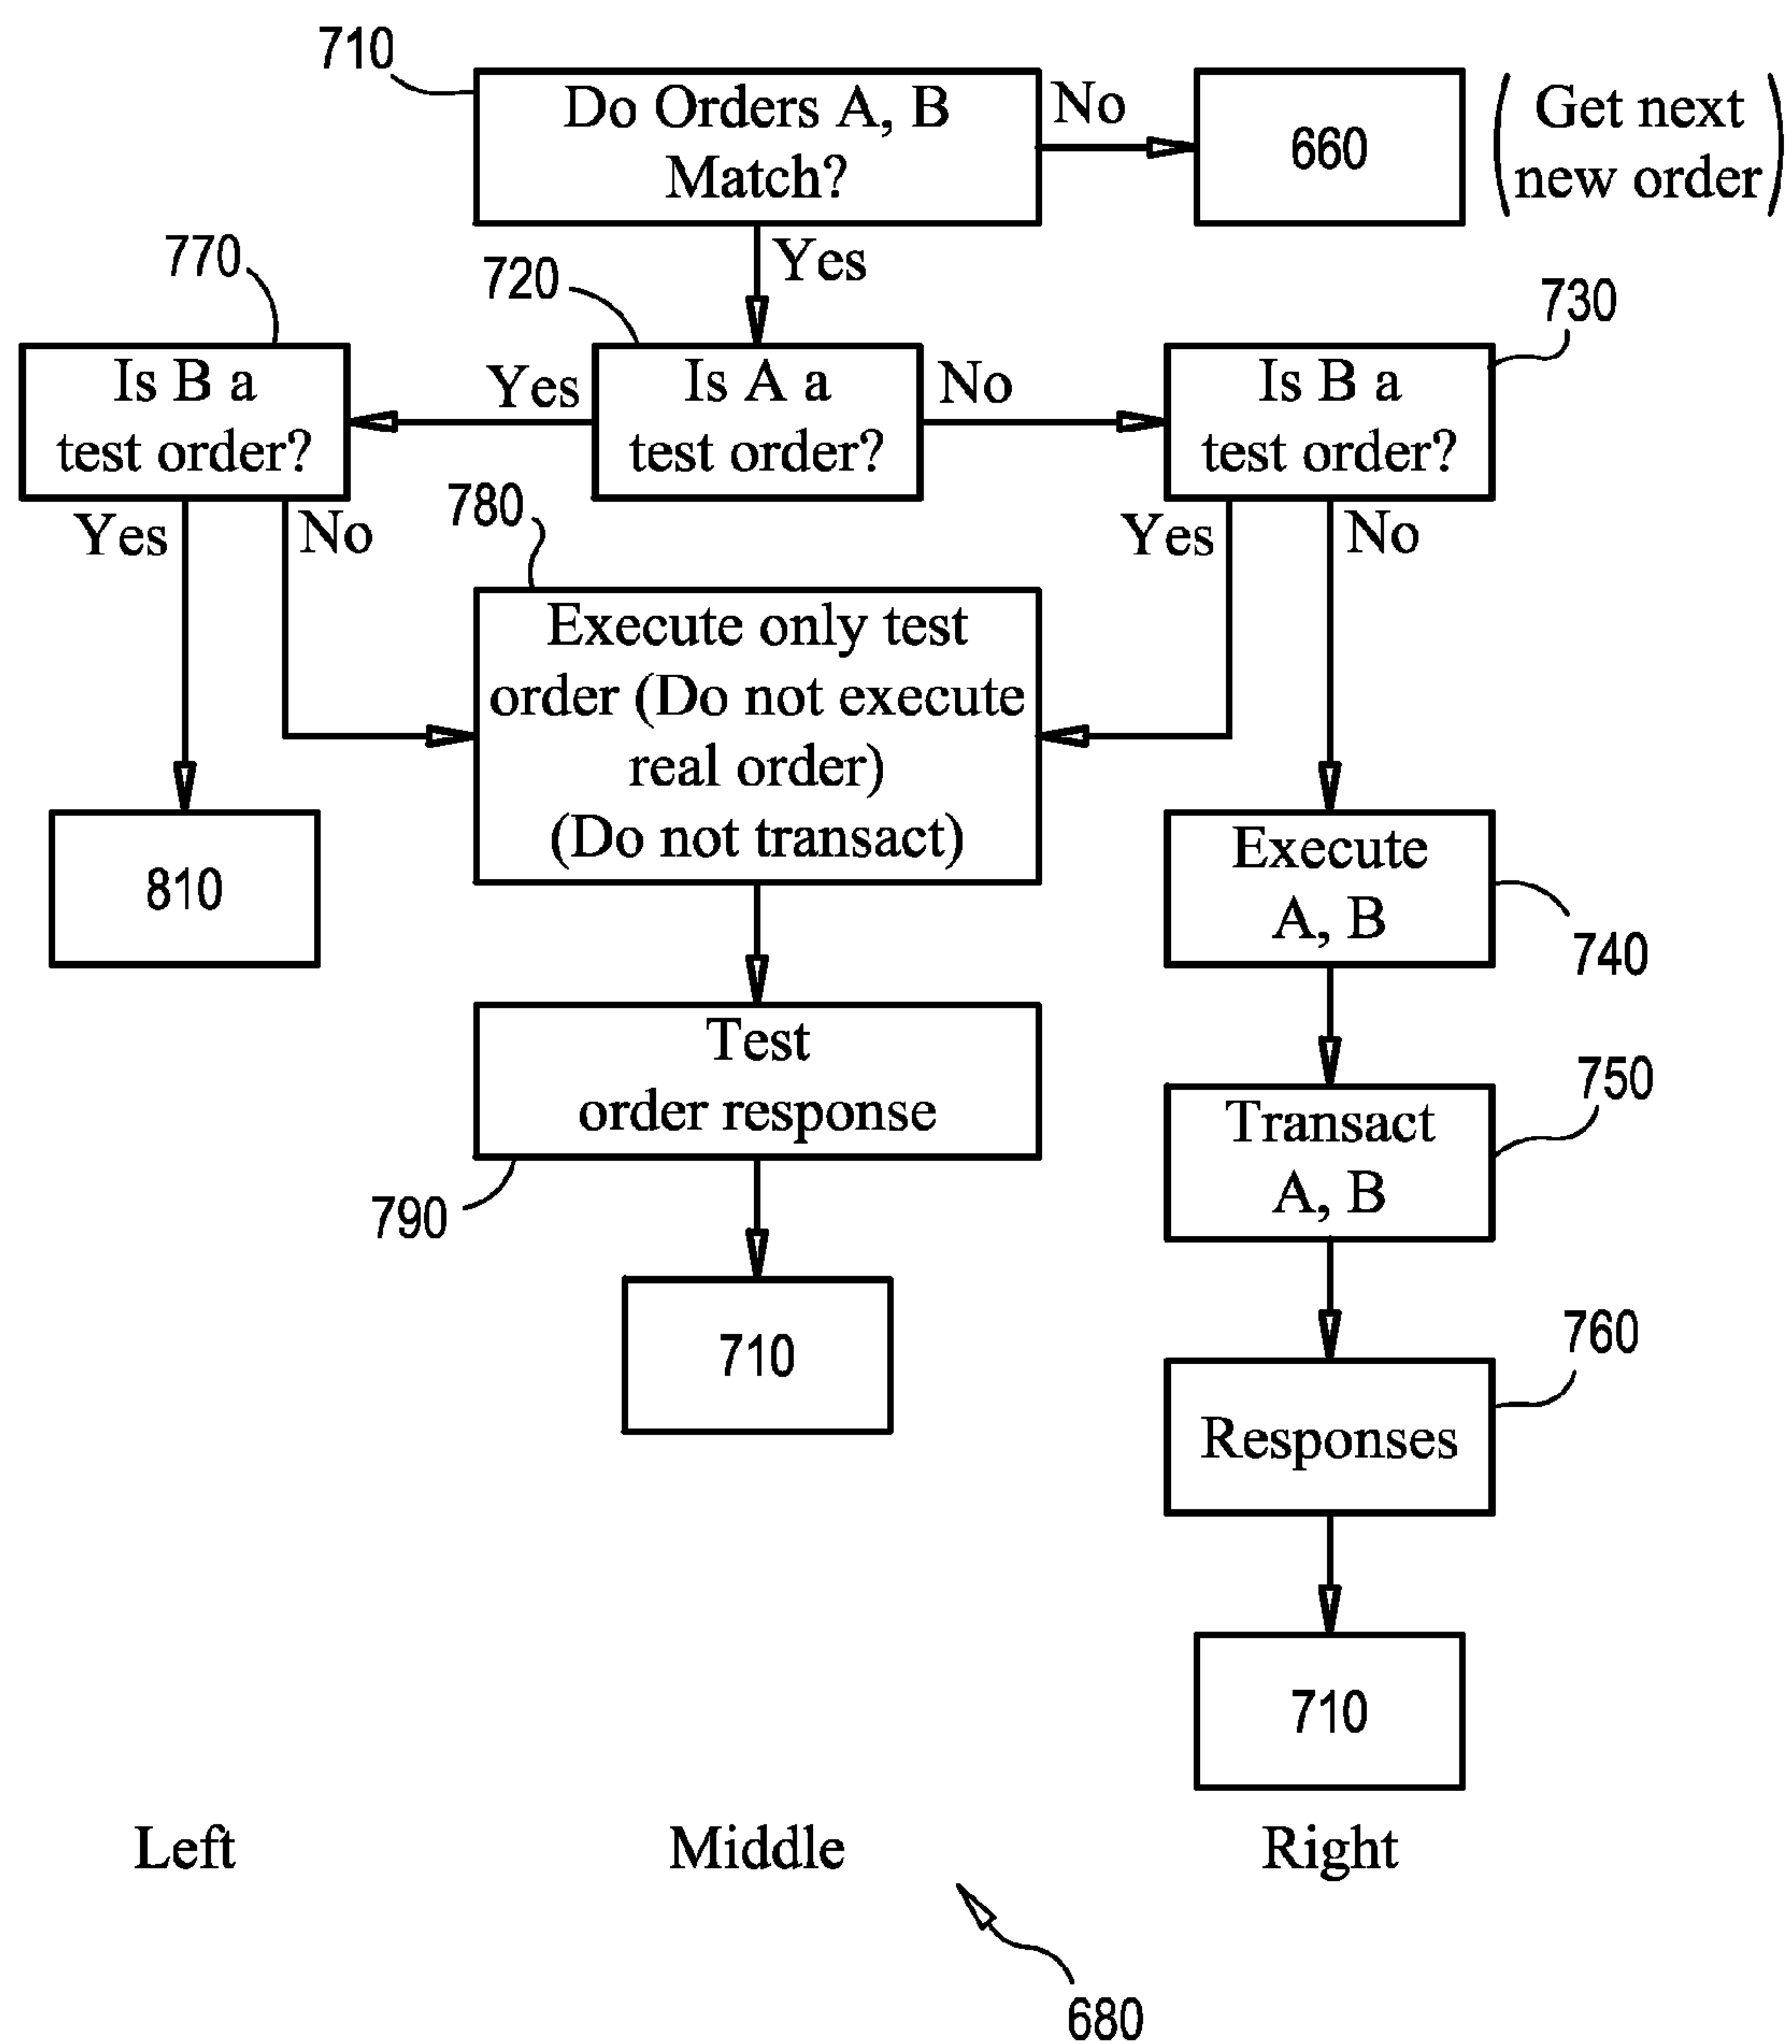 710
Do Orders A, B
Match?
No
660
(Get next
new order)
Yes
770
720
730
Is B a
test order?
Yes
Is A a
test order?
No
Is B a
test order?
Yes
No
780
Yes
No
Execute only test
order (Do not execute
real order)
(Do not transact)
810
Execute
A, B
740
Test
order response
790
Transact
A, B
750
710
Responses
760
710
Left
Middle
Right
680